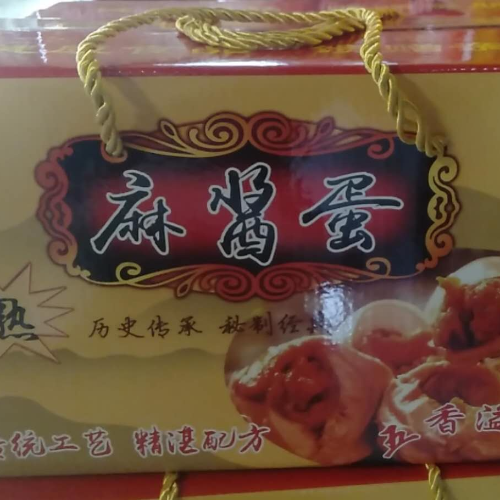 麻醬蛋
熟
历史传承 秘制经
传统工艺 精湛配方
五香溢